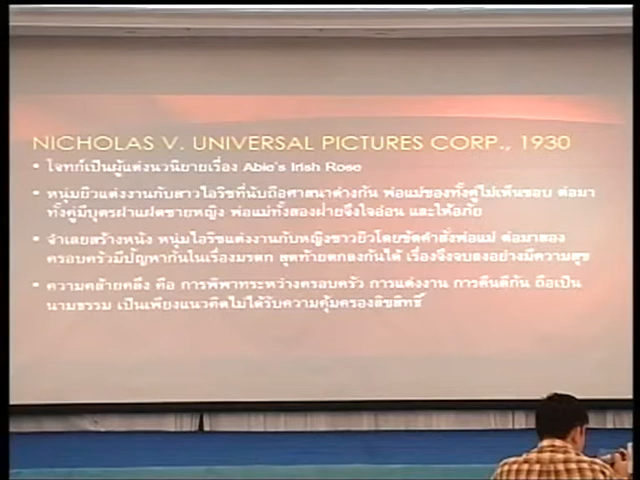 NICHOLAS V. UNIVERSAL PICTURES CORP., 1930
• โจทก์เป็นผู้แต่งนวนิยายเรื่อง Abie's Irish Rose
• หนุ่มยิวแต่งงานกับสาวไอริชที่นับถือศาสนาต่างกัน พ่อแม่ของทั้งคู่ไม่เห็นชอบ ต่อมา
ทั้งคู่มีบุตรฝาแฝดชายหญิง พ่อแม่ทั้งสองฝ่ายจึงใจอ่อน และให้อภัย
• จำเลยสร้างหนัง หนุ่มไอริชแต่งงานกับหญิงชาวยิวโดยขัดคำสั่งพ่อแม่ ต่อมาสอง
ครอบครัวมีปัญหากันในเรื่องมรดก สุดท้ายตกลงกันได้ เรื่องจึงจบลงอย่างมีความสุข
• ความคล้ายคลึง คือ การพิพาทระหว่างครอบครัว การแต่งงาน การคืนดีกัน ถือเป็น
นามธรรม เป็นเพียงแนวคิดไม่ได้รับความคุ้มครองลิขสิทธิ์